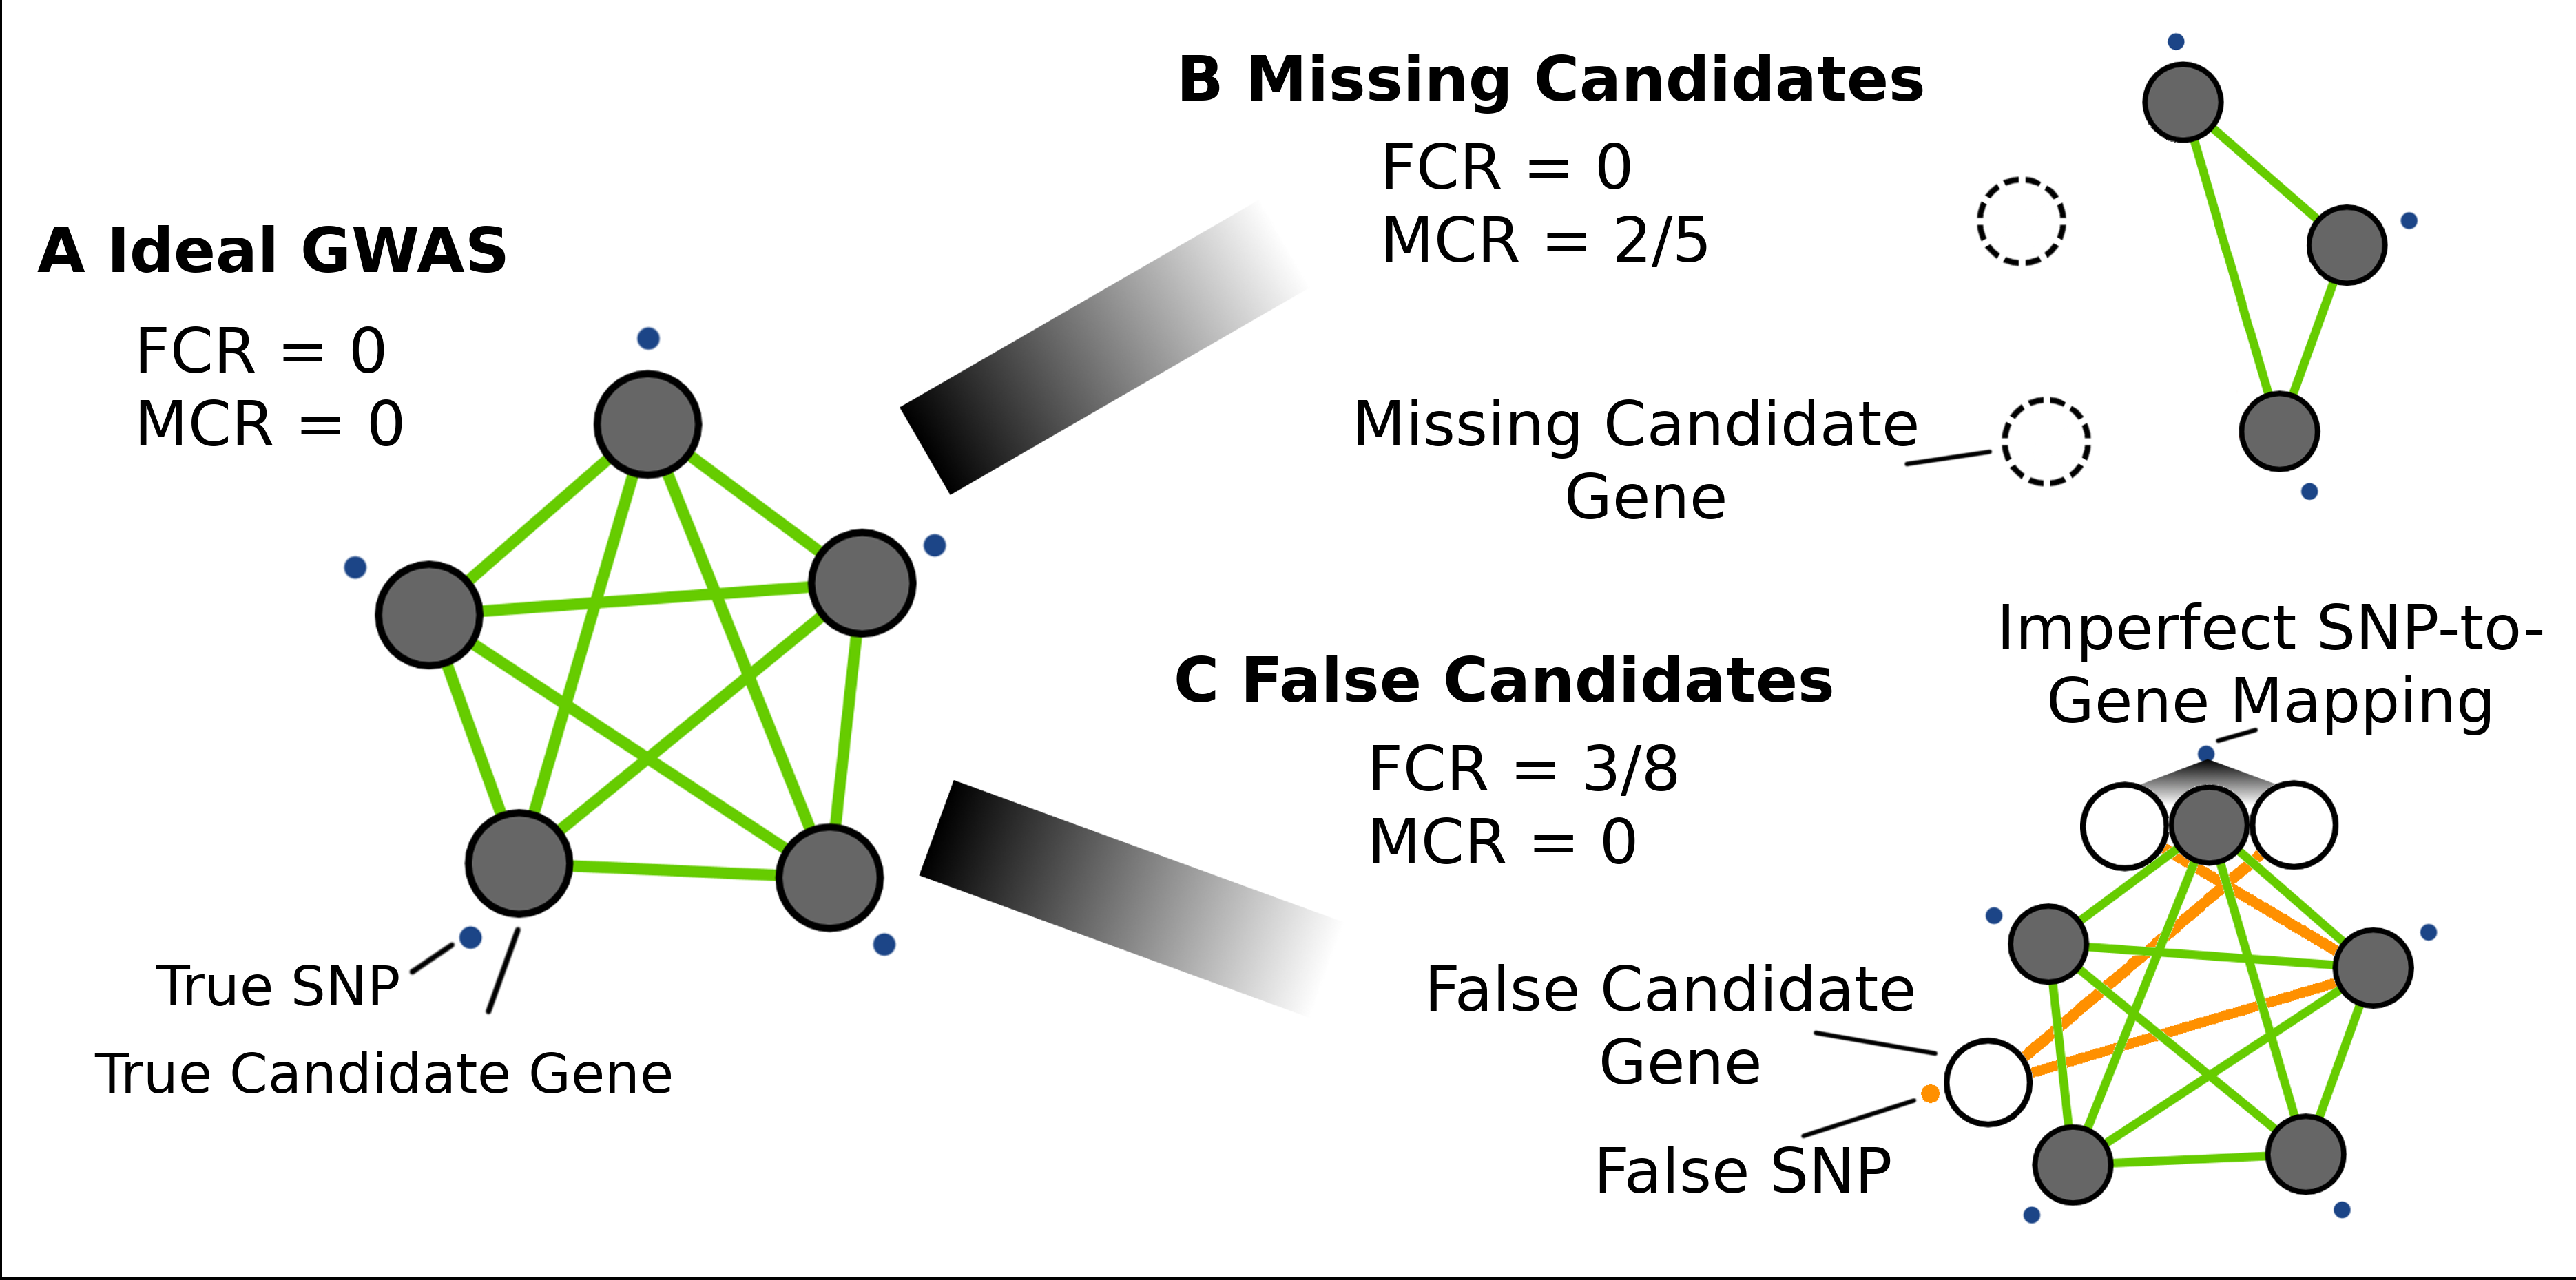 A Ideal GWAS
FCR = 0
MCR = 0
True SNP
True Candidate Gene
B Missing Candidates
FCR = 0
MCR = 2/5
Missing Candidate
Gene
C False Candidates
FCR = 3/8
MCR = 0
Imperfect SNP-to-
Gene Mapping
False Candidate
Gene
False SNP